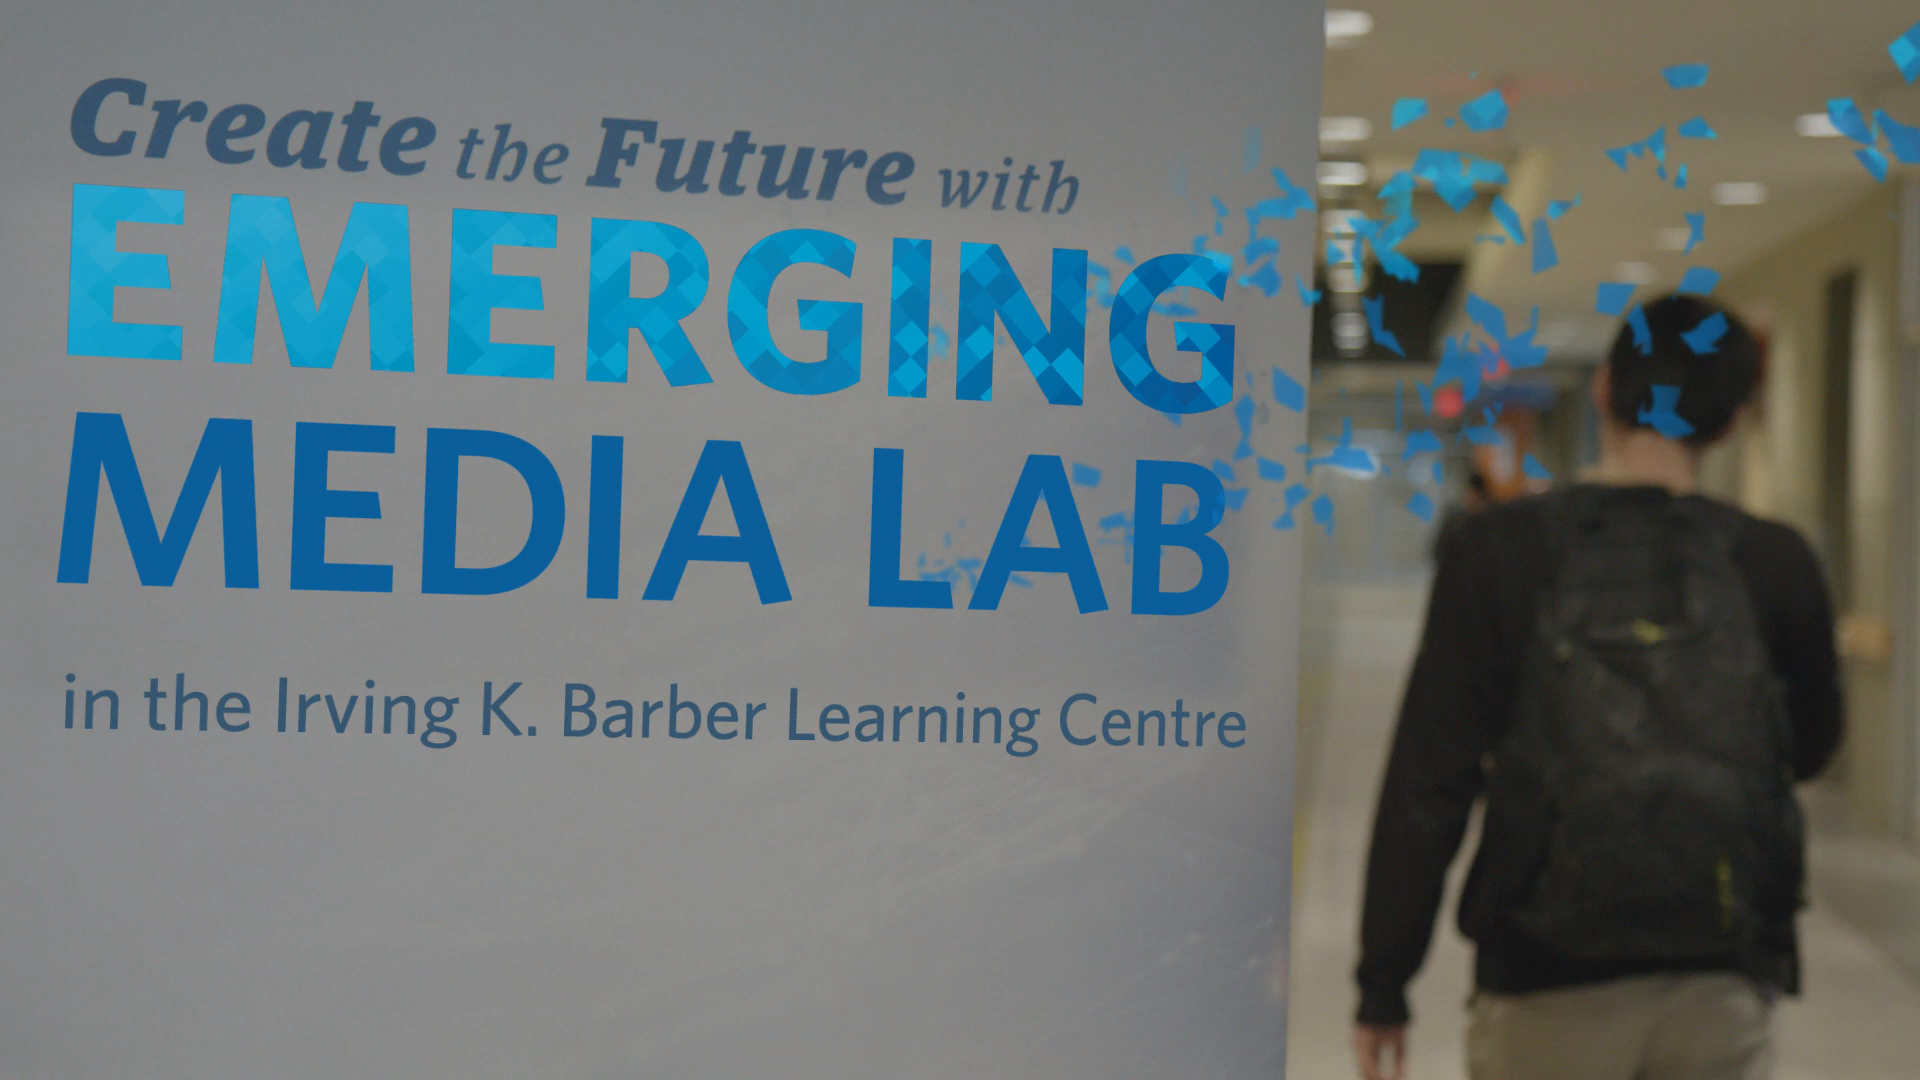 Create the Future with
EMERGING
MEDIA LAB
in the Irving K. Barber Learning Centre